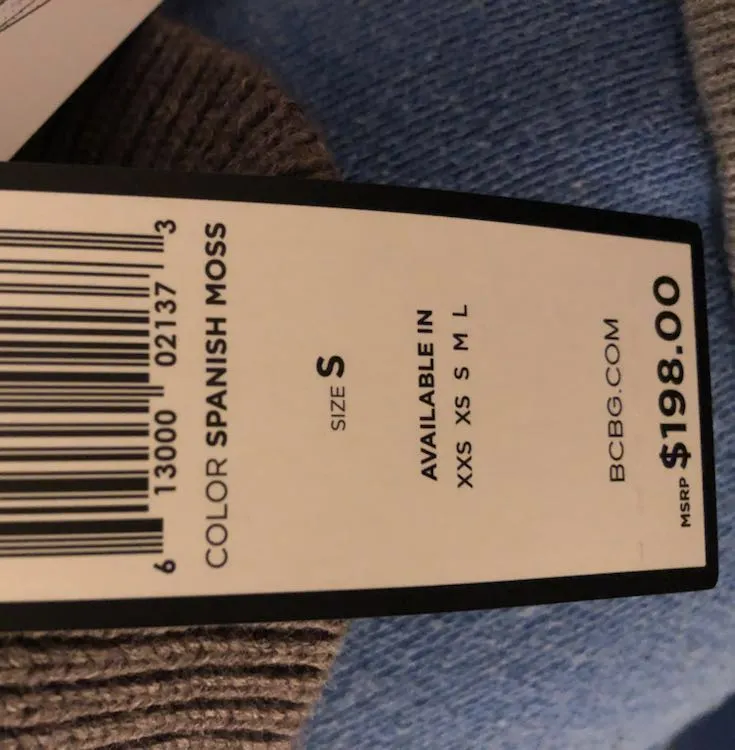 6 13000 02137 3
COLOR SPANISH MOSS
SIZE S
AVAILABLE IN
XXS XS S M L
BCBG.COM
MSRP $198.00